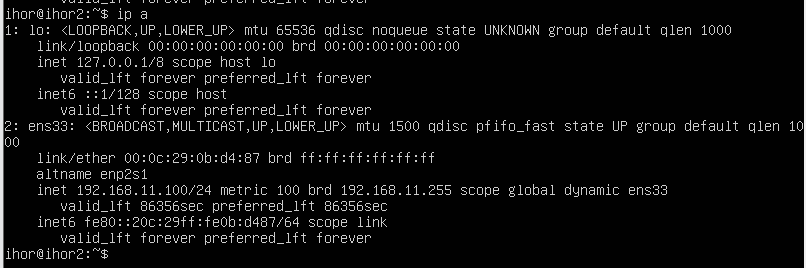 ihor@ihor2:~$ ip a
1: lo: <LOOPBACK,UP,LOWER_UP> mtu 65536 qdisc noqueue state UNKNOWN group default qlen 1000
    link/loopback 00:00:00:00:00:00 brd 00:00:00:00:00:00
    inet 127.0.0.1/8 scope host lo
       valid_lft forever preferred_lft forever
    inet6 ::1/128 scope host
       valid_lft forever preferred_lft forever
2: ens33: <BROADCAST,MULTICAST,UP,LOWER_UP> mtu 1500 qdisc pfifo_fast state UP group default qlen 10
00
    link/ether 00:0c:29:0b:d4:87 brd ff:ff:ff:ff:ff:ff
    altname enp2s1
    inet 192.168.11.100/24 metric 100 brd 192.168.11.255 scope global dynamic ens33
       valid_lft 86356sec preferred_lft 86356sec
    inet6 fe80::20c:29ff:fe0b:d487/64 scope link
       valid_lft forever preferred_lft forever
ihor@ihor2:~$